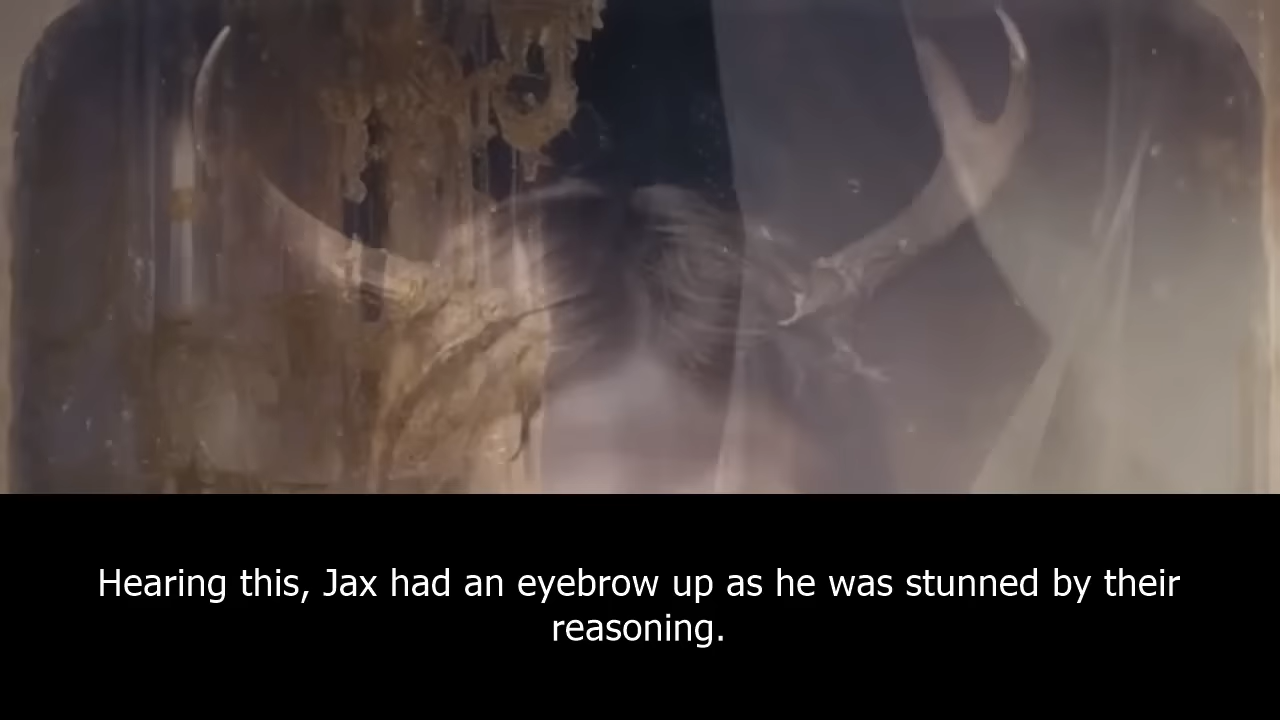 Hearing this, Jax had an eyebrow up as he was stunned by their
reasoning.